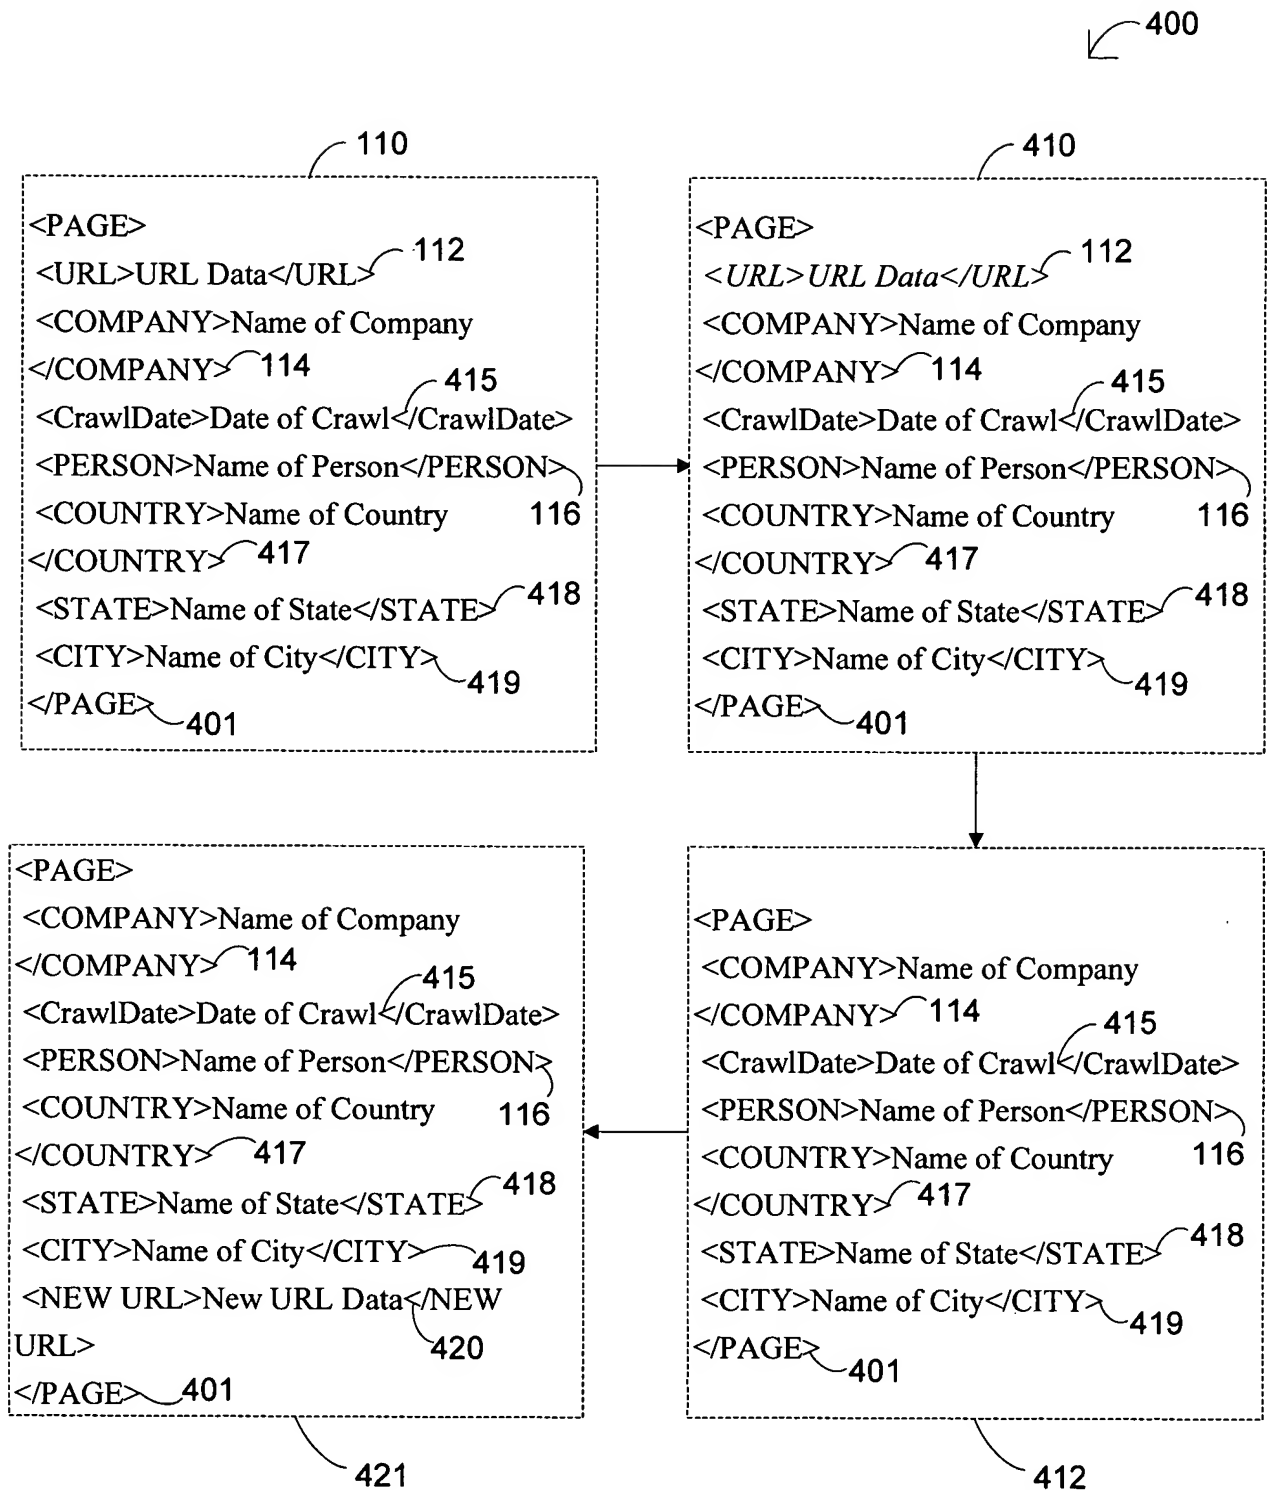 400
110
<PAGE>
112
<URL>URL Data</URL>
<COMPANY>Name of Company
</COMPANY> 114
415
<CrawlDate>Date of Crawl</CrawlDate>
<PERSON>Name of Person</PERSON>
<COUNTRY>Name of Country 116
</COUNTRY> 417
<STATE>Name of State</STATE> 418
<CITY>Name of City</CITY> 419
</PAGE> 401
410
<PAGE>
112
<URL>URL Data</URL>
<COMPANY>Name of Company
</COMPANY> 114
415
<CrawlDate>Date of Crawl</CrawlDate>
<PERSON>Name of Person</PERSON>
<COUNTRY>Name of Country 116
</COUNTRY> 417
<STATE>Name of State</STATE> 418
<CITY>Name of City</CITY> 419
</PAGE> 401
<PAGE>
<COMPANY>Name of Company
</COMPANY> 114
415
<CrawlDate>Date of Crawl</CrawlDate>
<PERSON>Name of Person</PERSON>
<COUNTRY>Name of Country 116
</COUNTRY> 417
<STATE>Name of State</STATE> 418
<CITY>Name of City</CITY> 419
</PAGE> 401
412
<PAGE>
<COMPANY>Name of Company
</COMPANY> 114
415
<CrawlDate>Date of Crawl</CrawlDate>
<PERSON>Name of Person</PERSON>
<COUNTRY>Name of Country 116
</COUNTRY> 417
<STATE>Name of State</STATE> 418
<CITY>Name of City</CITY> 419
<NEW URL>New URL Data</NEW
URL> 420
</PAGE> 401
421